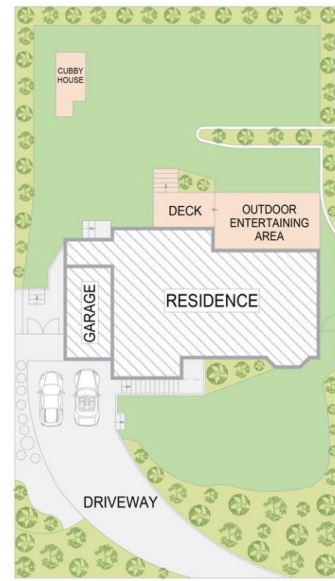 CUBBY
HOUSE
DECK
OUTDOOR
ENTERTAINING
AREA
GARAGE
RESIDENCE
DRIVEWAY